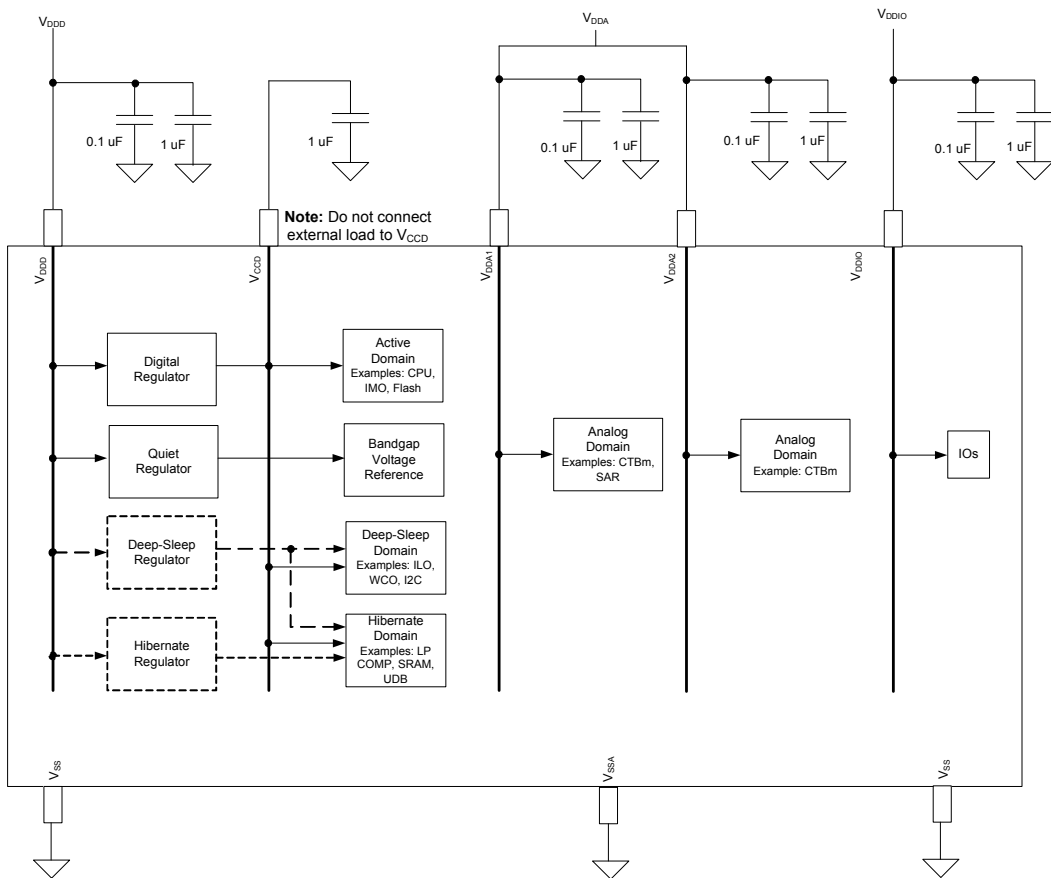 VDDD
VDDA
VDDIO
0.1 uF
1 uF
1 uF
0.1 uF
1 uF
0.1 uF
1 uF
0.1 uF
1 uF
Note: Do not connect
external load to VCCD
VDDD
VCCD
VDDA1
VDDA2
VDDIO
Digital
Regulator
Active
Domain
Examples: CPU,
IMO, Flash
Quiet
Regulator
Bandgap
Voltage
Reference
Analog
Domain
Examples: CTBm,
SAR
Analog
Domain
Example: CTBm
IOs
Deep-Sleep
Regulator
Deep-Sleep
Domain
Examples: ILO,
WCO, I2C
Hibernate
Regulator
Hibernate
Domain
Examples: LP
COMP, SRAM,
UDB
VSS
VSSA
VSS